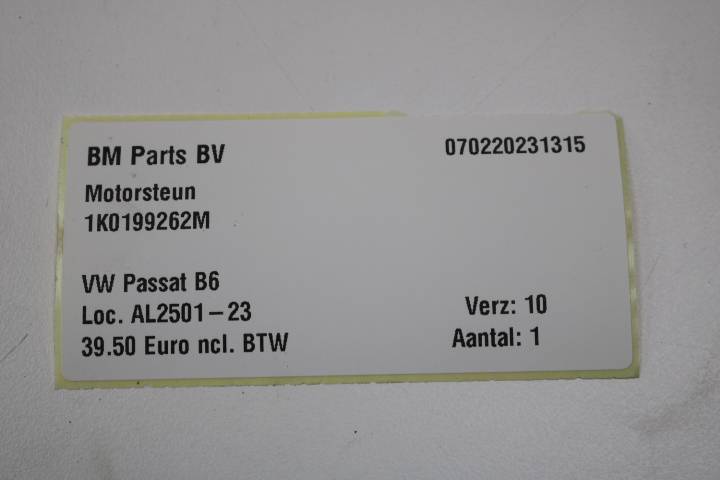 BM Parts BV 070220231315
Motorsteun
1K0199262M
VW Passat B6
Loc. AL2501-23 Verz: 10
39.50 Euro ncl. BTW Aantal: 1